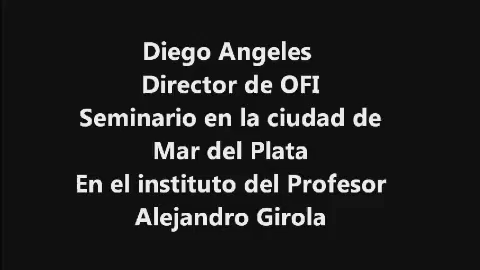 Diego Angeles
Director de OFI
Seminario en la ciudad de
Mar del Plata
En el instituto del Profesor
Alejandro Girola